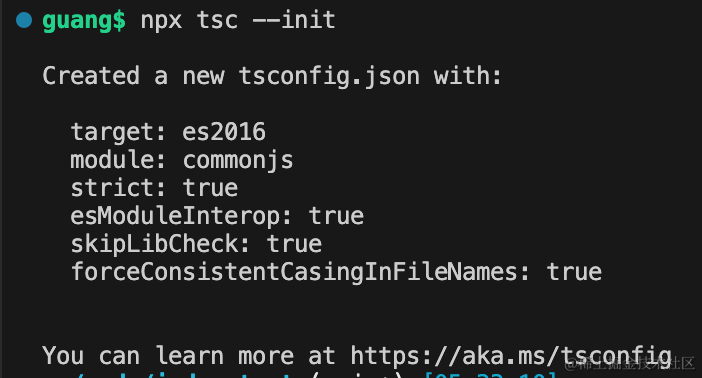 guang$ npx tsc --init
Created a new tsconfig.json with:
target: es2016
module: commonjs
strict: true
esModuleInterop: true
skipLibCheck: true
forceConsistentCasingInFileNames: true
You can learn more at https://aka.ms/tsconfig
@稀土掘金技术社区